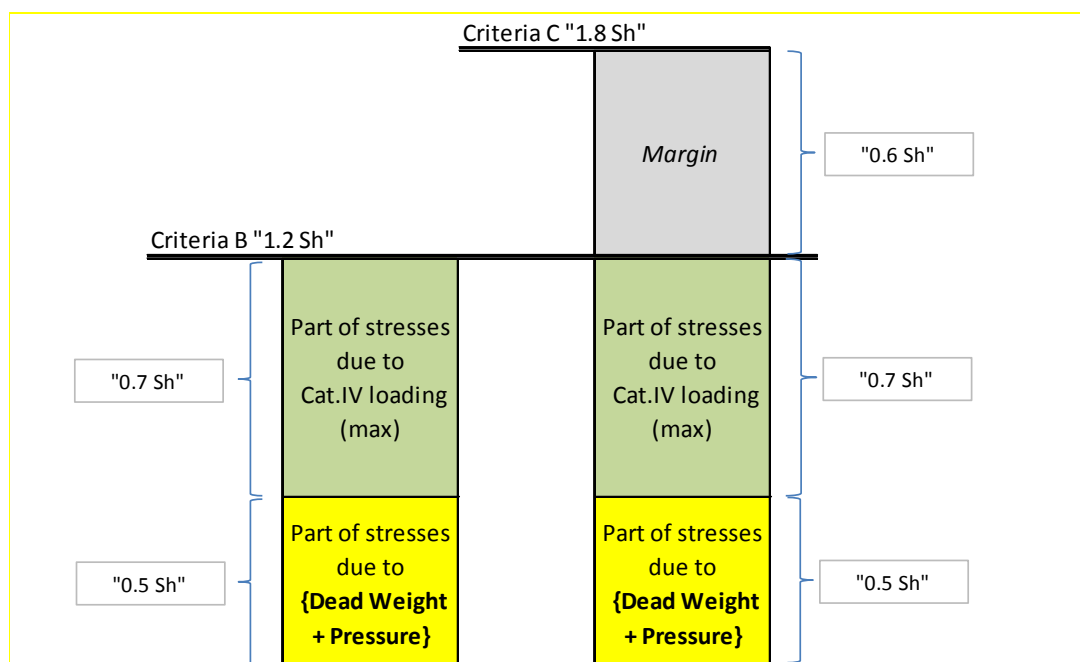 Criteria C "1.8 Sh"
Margin
"0.6 Sh"
Criteria B "1.2 Sh"
Part of stresses
due to
Cat.IV loading
(max)
Part of stresses
due to
Cat.IV loading
(max)
"0.7 Sh"
"0.7 Sh"
Part of stresses
due to
{Dead Weight
+ Pressure}
Part of stresses
due to
{Dead Weight
+ Pressure}
"0.5 Sh"
"0.5 Sh"